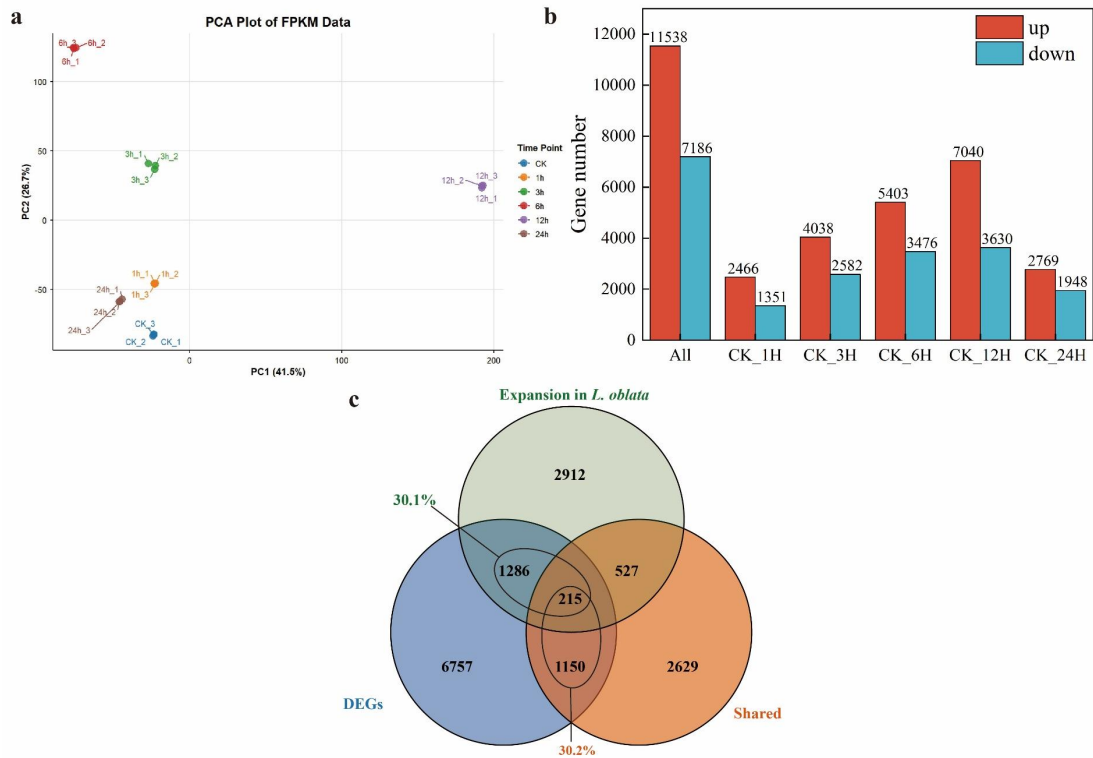 a
PCA Plot of FPKM Data
6h_3 6h_2
6h_1
3h_1
3h_2
3h_3
12h_2 12h_3
12h_1
1h_1 1h_2
1h_3
24h_1
24h_2
24h_3
CK_3
CK_2 CK_1
100
50
0
-50
PC2 (26.7%)
0 100 200
PC1 (41.5%)
Time Point
CK
1h
3h
6h
12h
24h
b
up
down
Gene number
12000
10000
8000
6000
4000
2000
0
11538
7186
2466
1351
4038
2582
5403
3476
7040
3630
2769
1948
All CK_1H CK_3H CK_6H CK_12H CK_24H
c
Expansion in L. oblata
2912
30.1%
1286 527
215
6757 1150 2629
DEGs Shared
30.2%